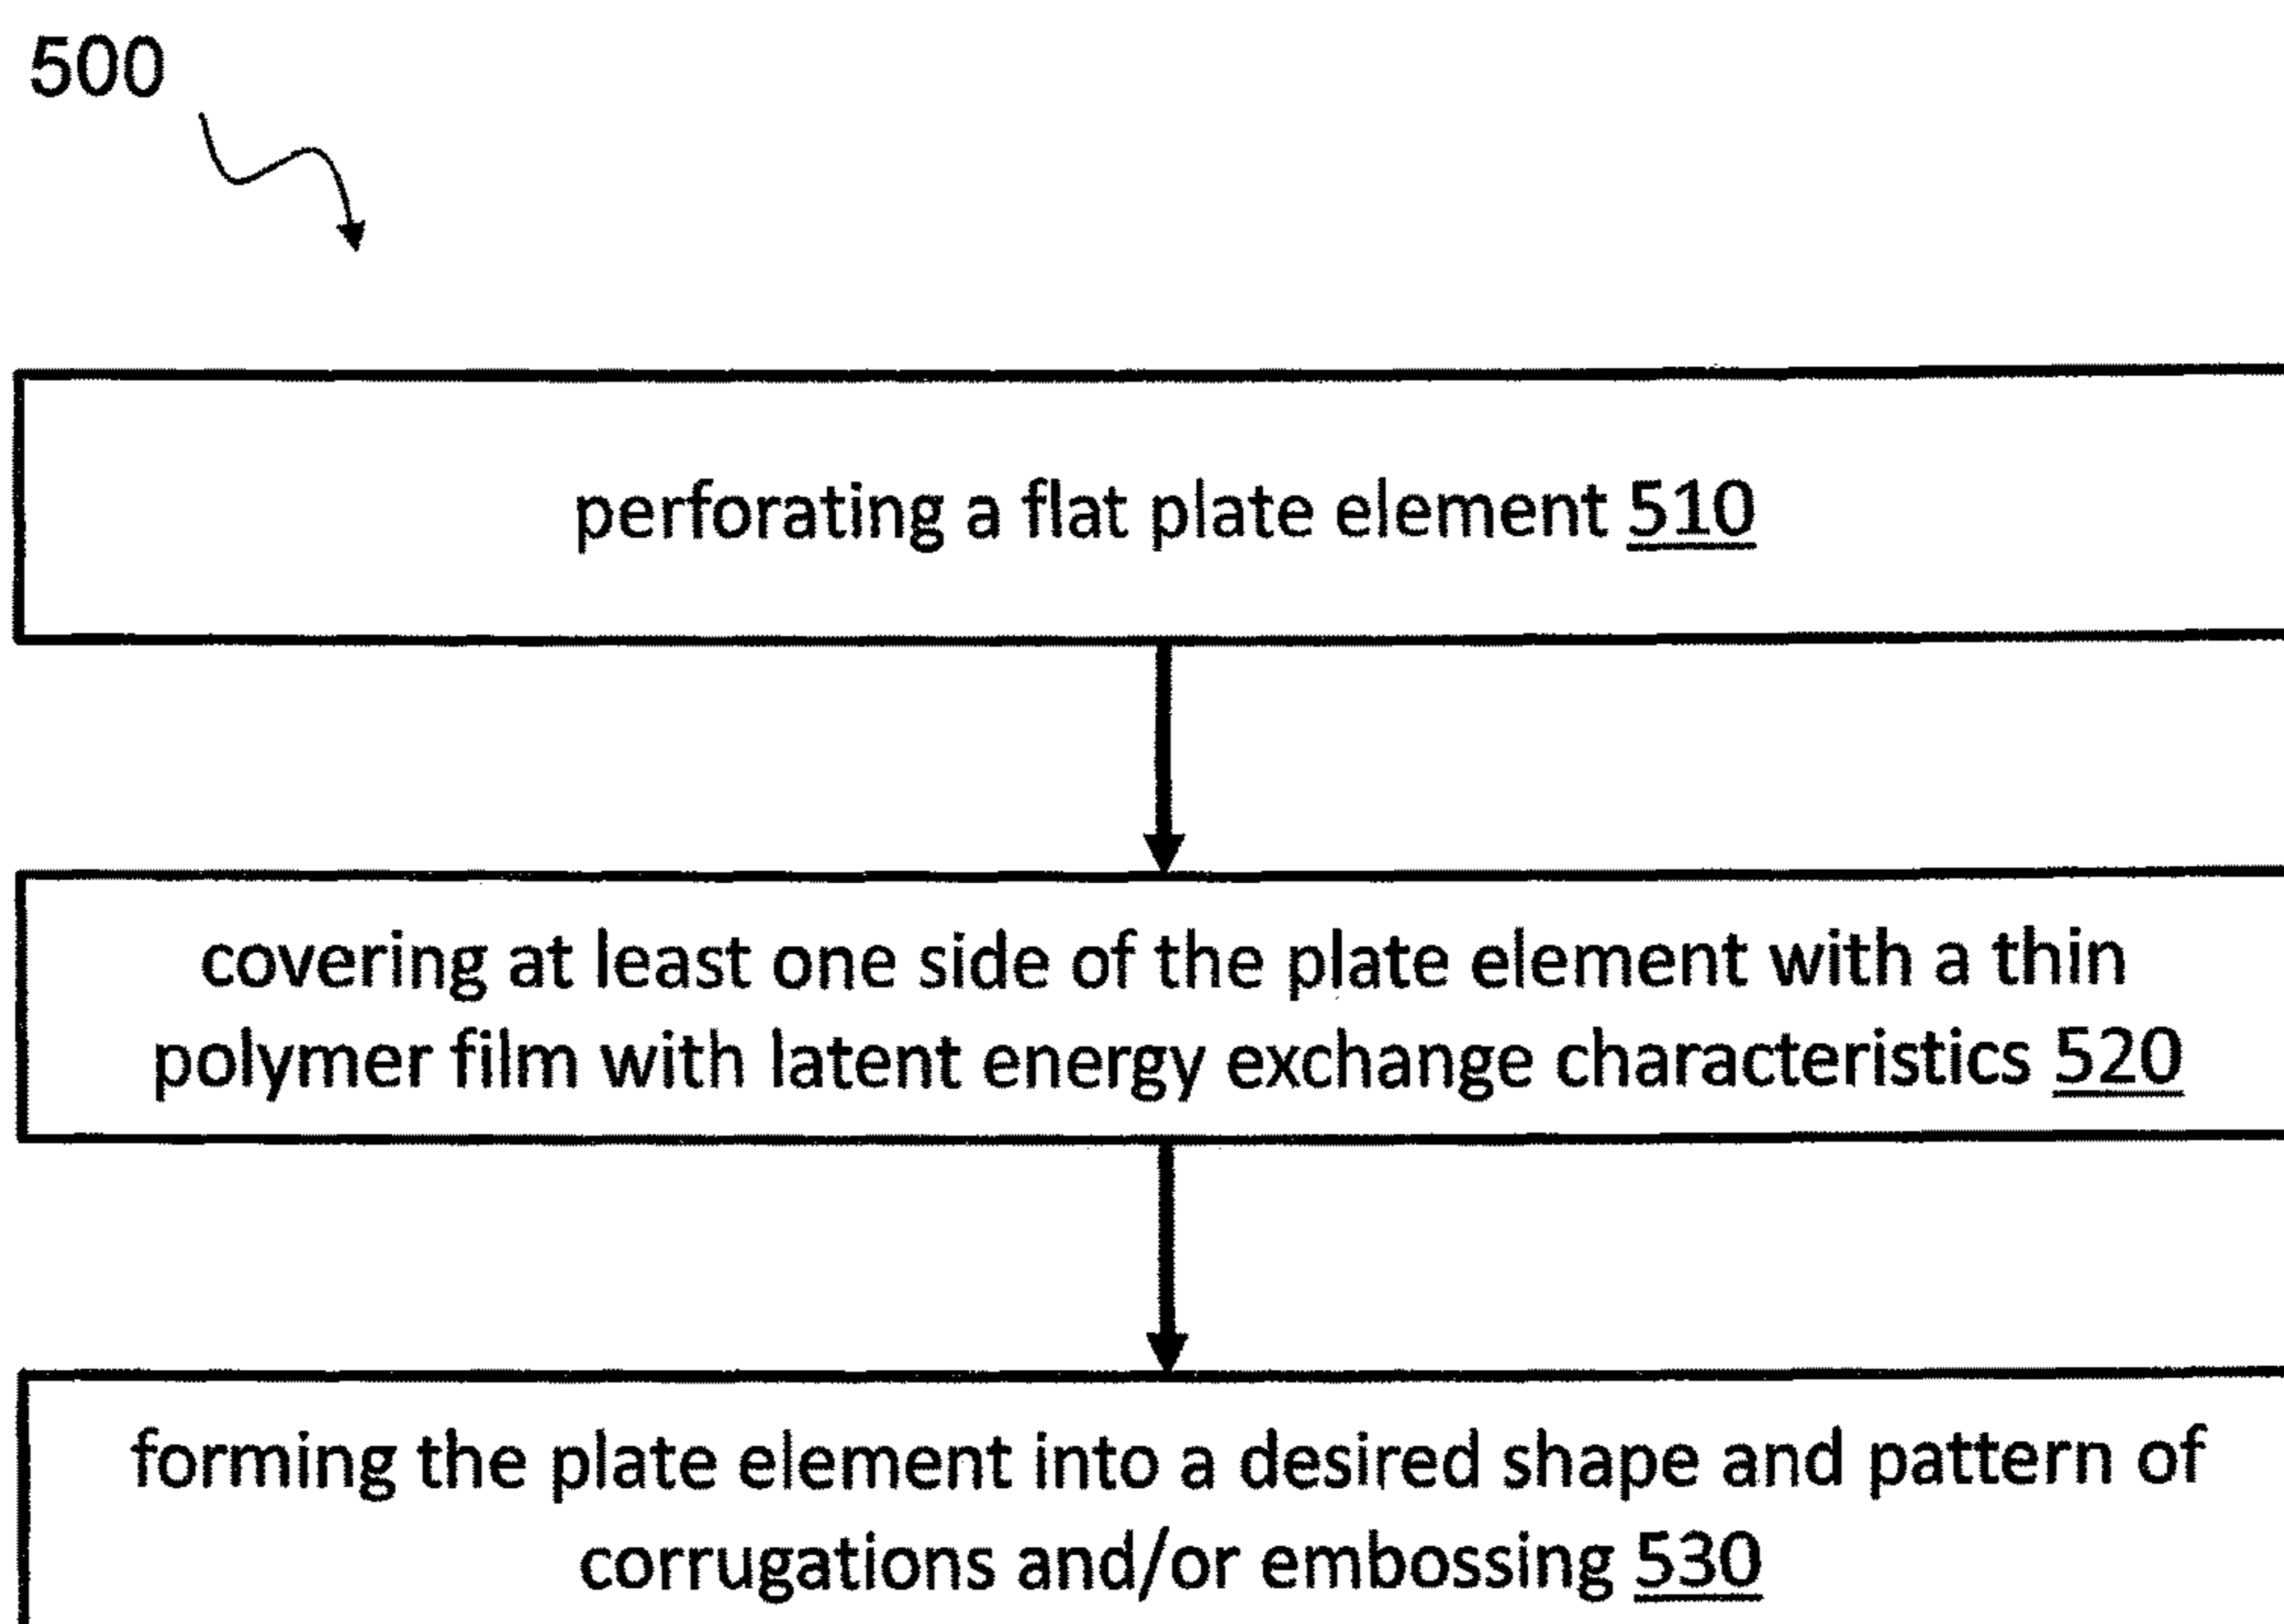 500
perforating a flat plate element 510
covering at least one side of the plate element with a thin
polymer film with latent energy exchange characteristics 520
forming the plate element into a desired shape and pattern of
corrugations and/or embossing 530